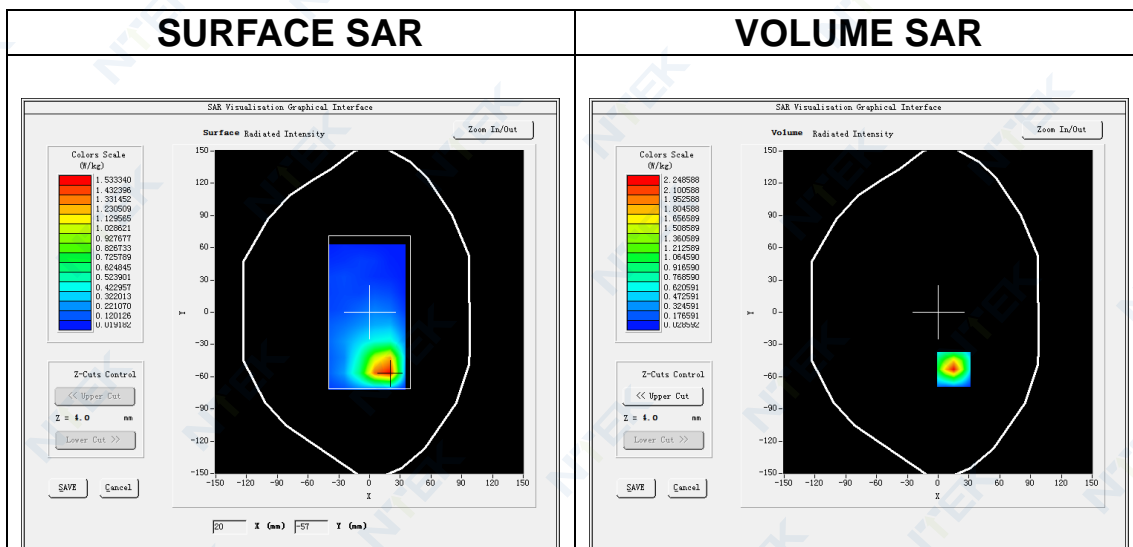 SURFACE SAR
VOLUME SAR
SAR Visualisation Graphical Interface
Surface Radiated Intensity
Zoom In/Out
Colors Scale
(W/kg)
1.533340
1.432396
1.331452
1.230509
1.129565
1.028621
0.927677
0.826733
0.725789
0.624845
0.523901
0.422957
0.322013
0.221070
0.120126
0.019182
150
120
90
60
30
0
-30
-60
-90
-120
-150
Y
-150 -120 -90 -60 -30 0 30 60 90 120 150
X
Z-Cuts Control
<< Upper Cut
Z = 4.0 mm
Lower Cut >>
SAVE Cancel
20 X (mm) -57 Y (mm)
SAR Visualisation Graphical Interface
Volume Radiated Intensity
Zoom In/Out
Colors Scale
(W/kg)
2.248588
2.100588
1.952588
1.804588
1.656589
1.508589
1.360589
1.212589
1.064590
0.916590
0.768590
0.620591
0.472591
0.324591
0.176591
0.028592
150
120
90
60
30
0
-30
-60
-90
-120
-150
Y
-150 -120 -90 -60 -30 0 30 60 90 120 150
X
Z-Cuts Control
<< Upper Cut
Z = 4.0 mm
Lower Cut >>
SAVE Cancel
NTEK